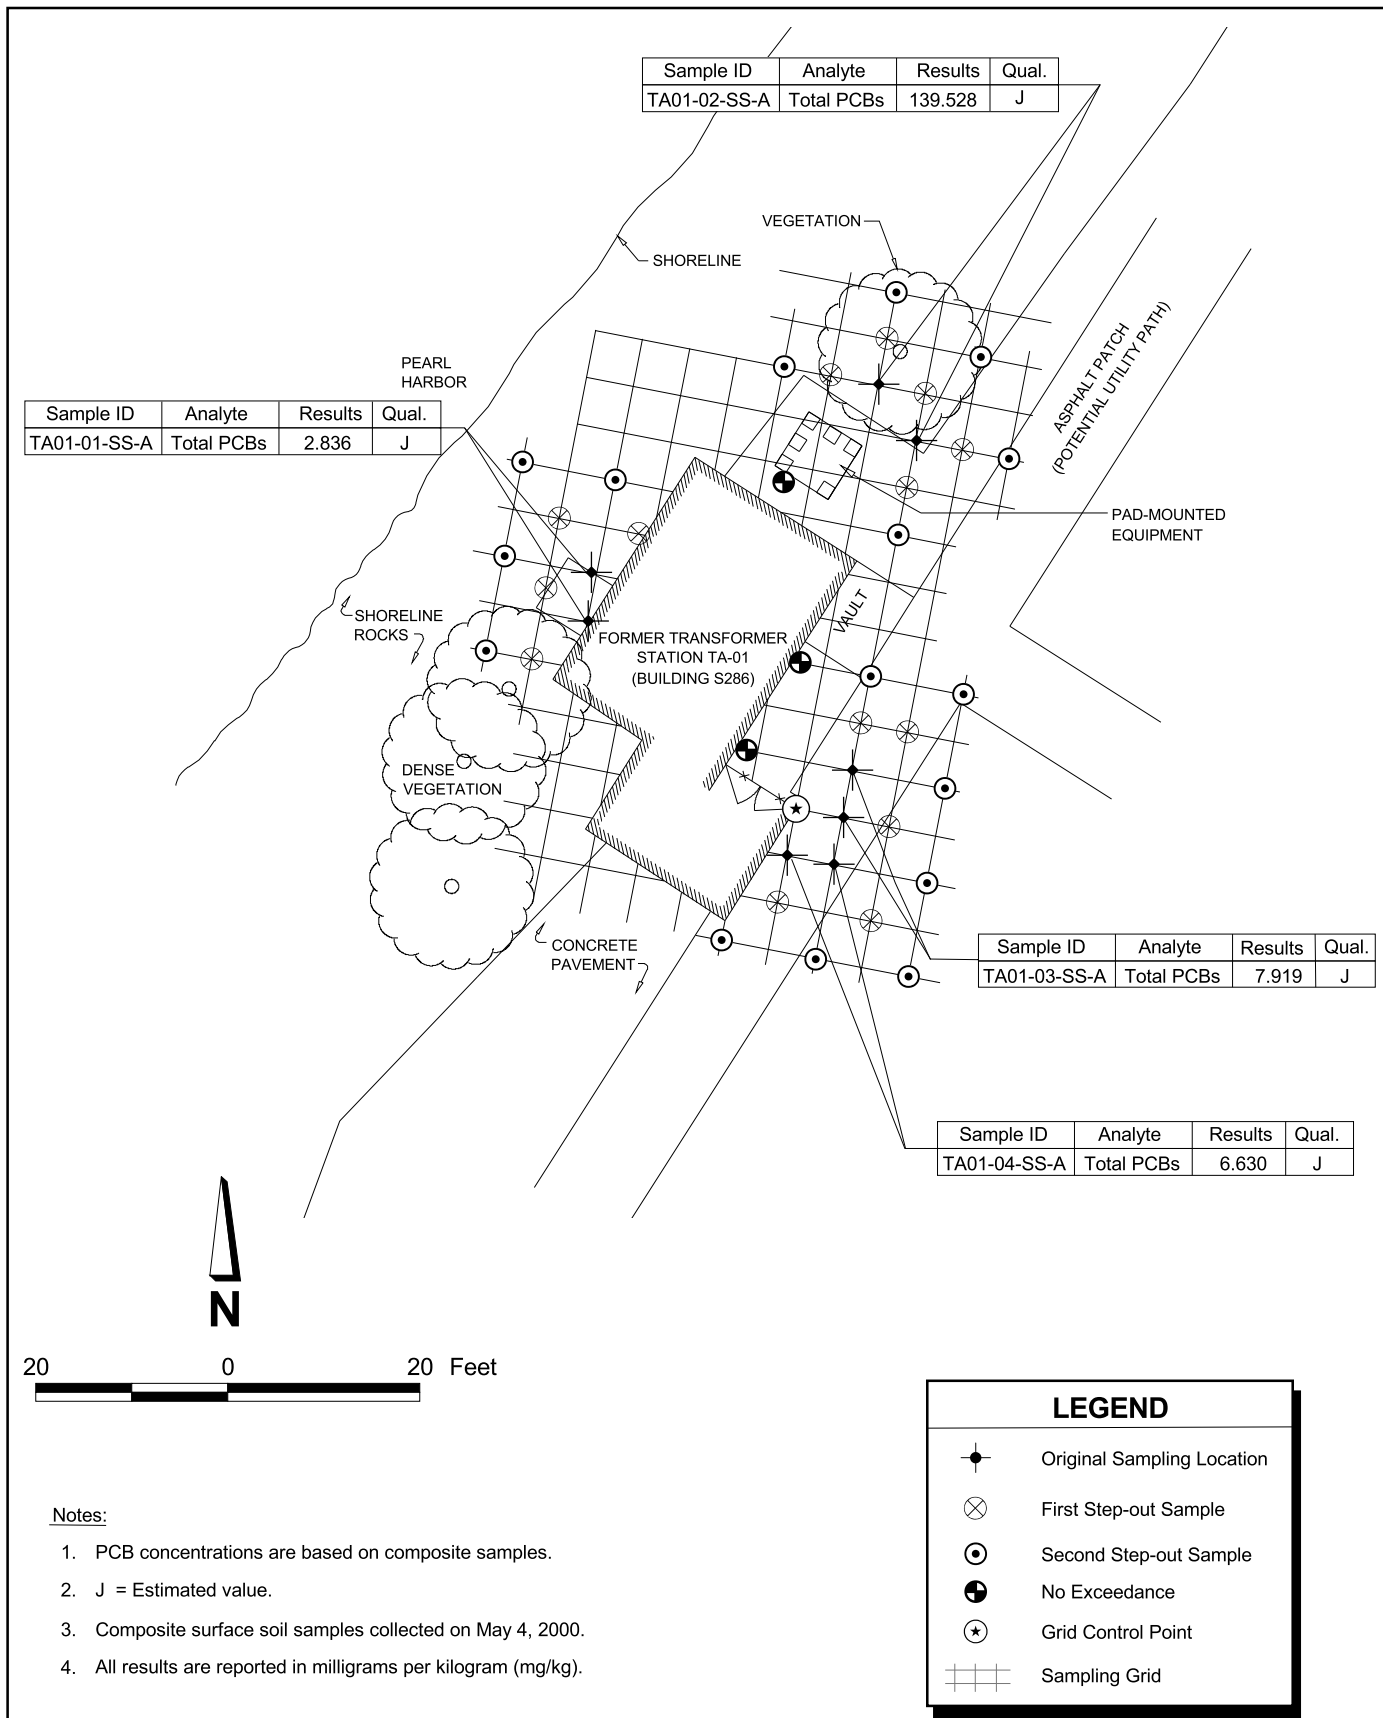 Sample ID Analyte Results Qual.
TA01-02-SS-A Total PCBs 139.528 J
VEGETATION
SHORELINE
ASPHALT PATCH
(POTENTIAL UTILITY PATH)
PEARL
HARBOR
Sample ID Analyte Results Qual.
TA01-01-SS-A Total PCBs 2.836 J
PAD-MOUNTED
EQUIPMENT
SHORELINE
ROCKS
VAULT
FORMER TRANSFORMER
STATION TA-01
(BUILDING S286)
DENSE
VEGETATION
CONCRETE
PAVEMENT
Sample ID Analyte Results Qual.
TA01-03-SS-A Total PCBs 7.919 J
Sample ID Analyte Results Qual.
TA01-04-SS-A Total PCBs 6.630 J
N
20 0 20 Feet
LEGEND
Original Sampling Location
First Step-out Sample
Second Step-out Sample
No Exceedance
Grid Control Point
Sampling Grid
Notes:
1. PCB concentrations are based on composite samples.
2. J = Estimated value.
3. Composite surface soil samples collected on May 4, 2000.
4. All results are reported in milligrams per kilogram (mg/kg).